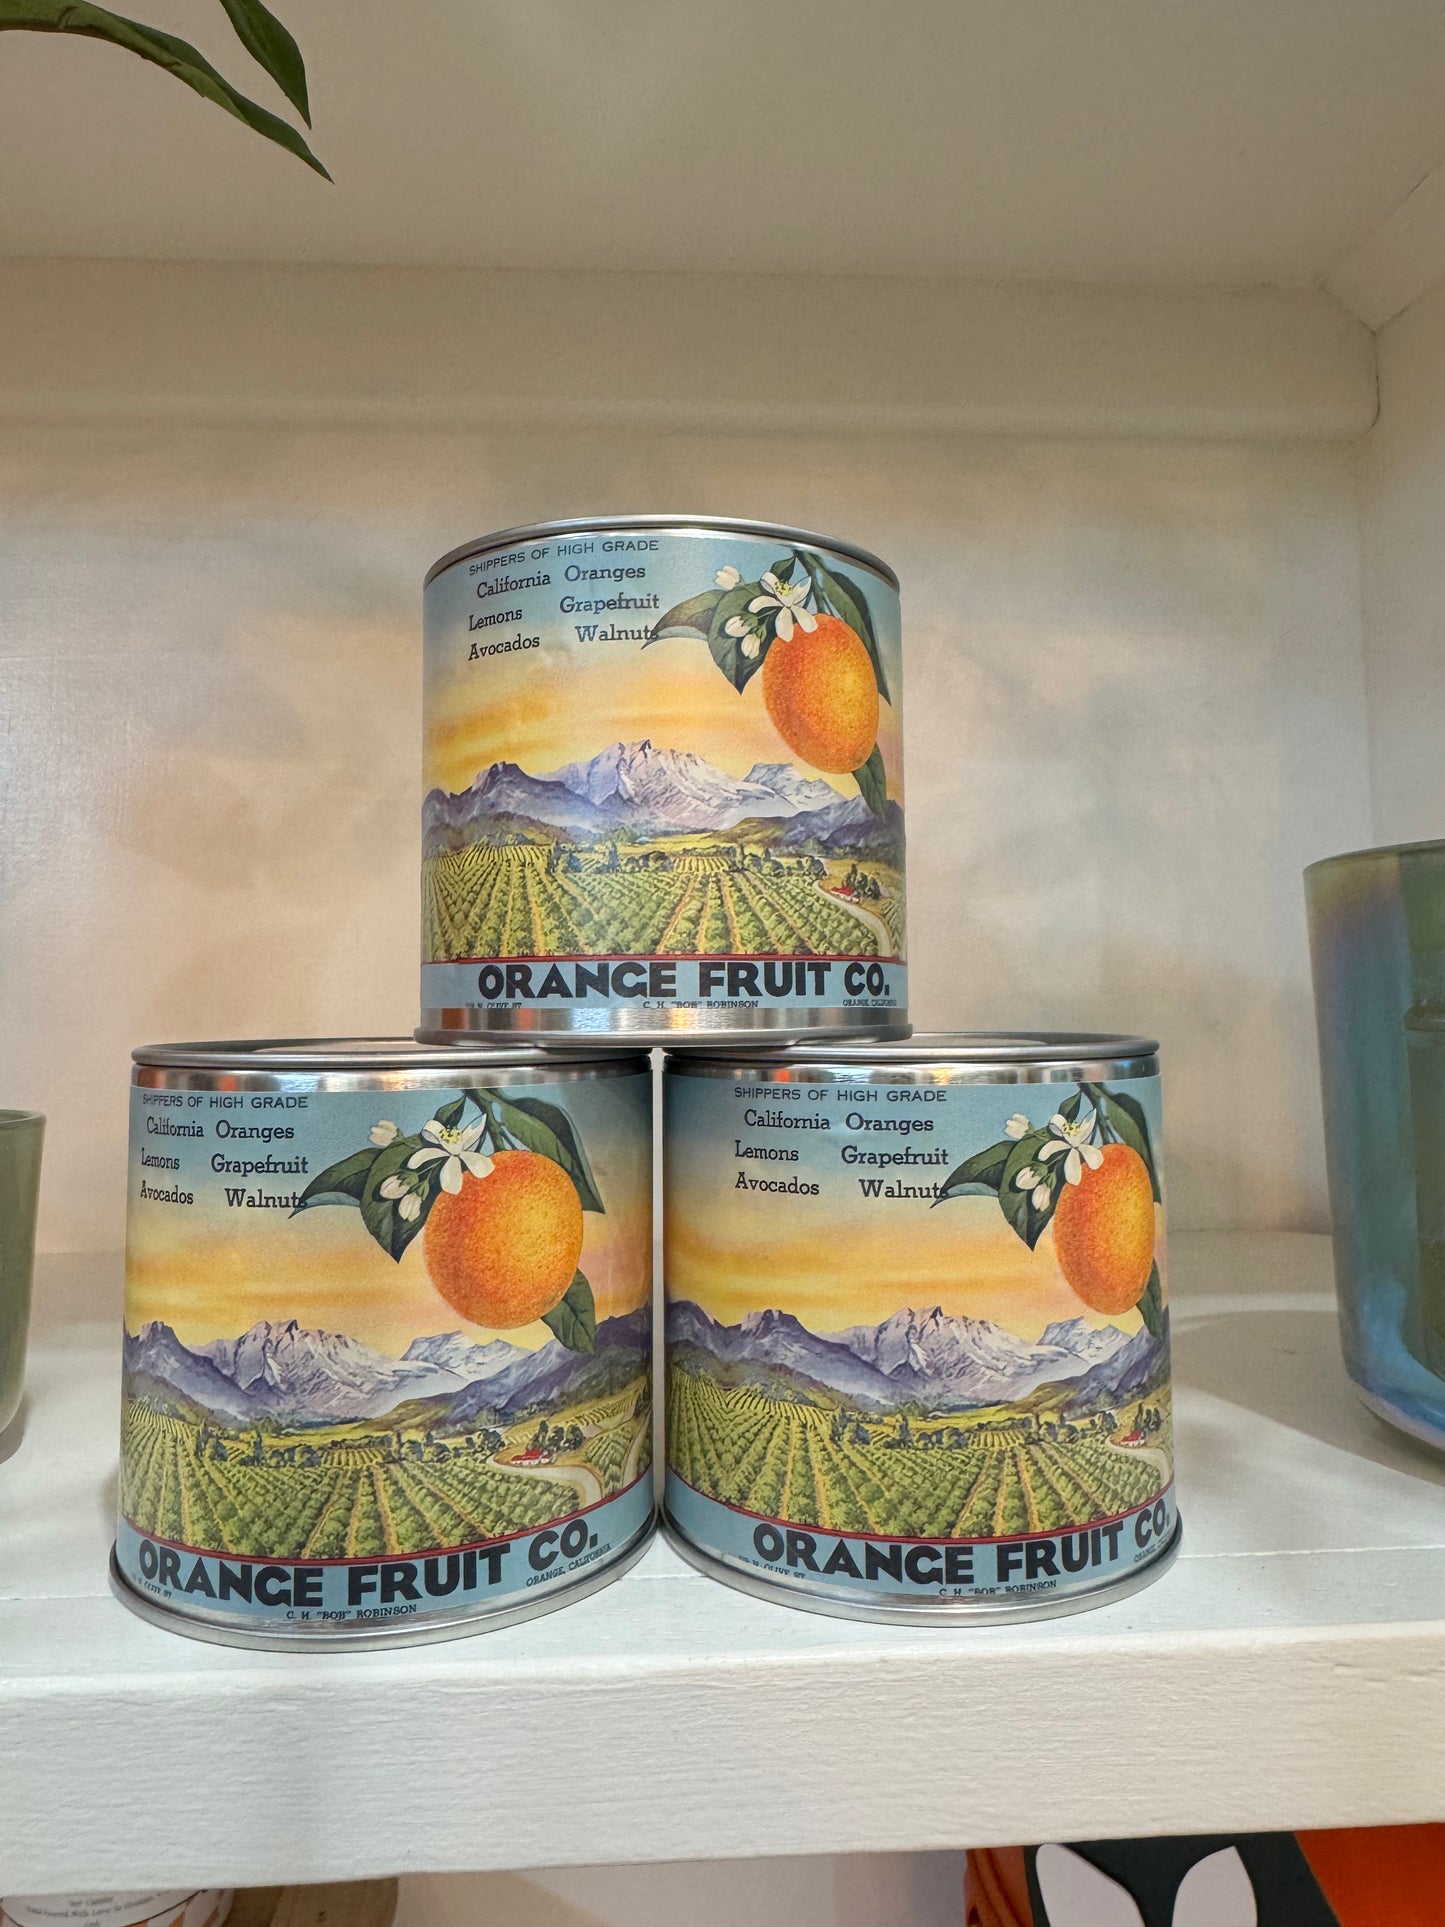 SHIPPERS OF HIGH GRADE
California Oranges
Lemons Grapefruit
Avocados Walnuts
ORANGE FRUIT CO.
C. H. "BOB" ROBINSON ORANGE, CALIFORNIA
SHIPPERS OF HIGH GRADE
California Oranges
Lemons Grapefruit
Avocados Walnuts
ORANGE FRUIT CO.
C. H. "BOB" ROBINSON ORANGE, CALIFORNIA
SHIPPERS OF HIGH GRADE
California Oranges
Lemons Grapefruit
Avocados Walnuts
ORANGE FRUIT CO.
C. H. "BOB" ROBINSON